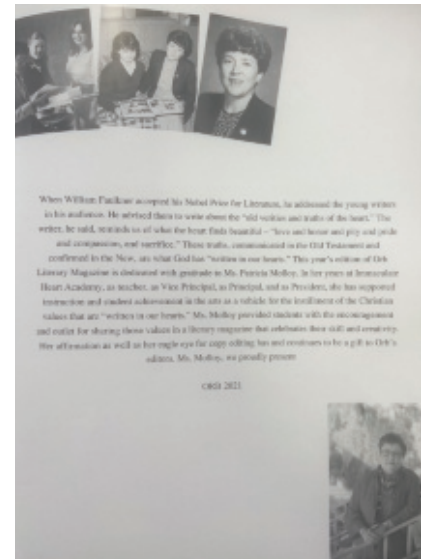 When William Faulkner accepted his Nobel Prize for Literature, he addressed the young writers
in his audience. He advised them to write about the "old verities and truths of the heart." The
writer, he said, reminds us of what the heart finds beautiful – "love and honor and pity and pride
and compassion, and sacrifice." These truths, communicated in the Old Testament and
confirmed in the New, are what God has "written in our hearts." This year's edition of Orb
Literary Magazine is dedicated with gratitude to Ms. Patricia Molloy. In her years at Immaculate
Heart Academy, as teacher, as Vice Principal, as Principal, and as President, she has supported
instruction and student achievement in the arts as a vehicle for the instillment of the Christian
values that are "written in our hearts." Ms. Molloy provided students with the encouragement
and outlet for sharing those values in a literary magazine that celebrates their skill and creativity.
Her affirmation as well as her eagle eye for copy editing has and continues to be a gift to Orb's
editors. Ms. Molloy, we proudly present
ORB 2021